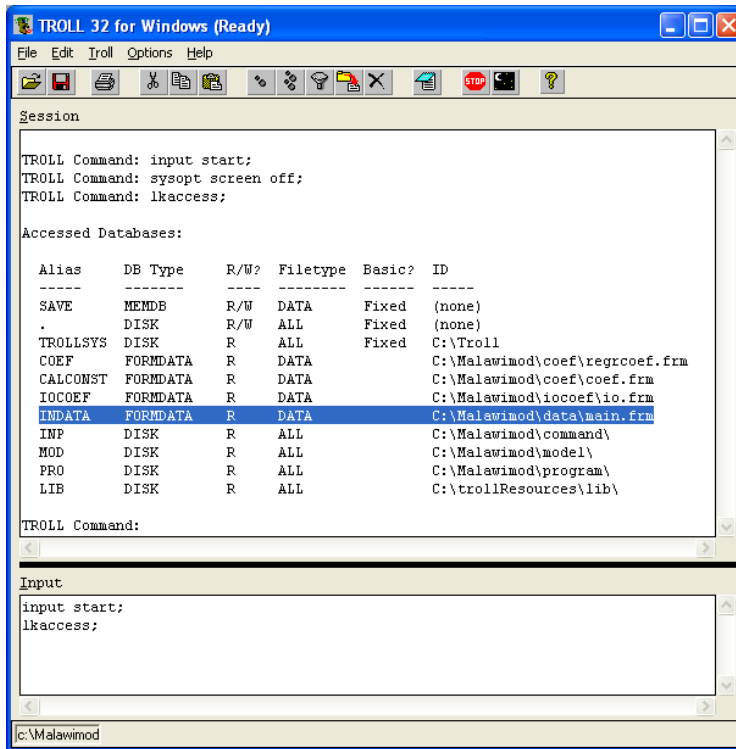 TROLL 32 for Windows (Ready)
File Edit Troll Options Help
STOP ?
Session
TROLL Command: input start;
TROLL Command: sysopt screen off;
TROLL Command: lkaccess;
Accessed Databases:
Alias DB Type R/W? Filetype Basic? ID
----- ------- ---- -------- ------ -----
SAVE MEMDB R/W DATA Fixed (none)
. DISK R/W ALL Fixed (none)
TROLLSYS DISK R ALL Fixed C:\Troll
COEF FORMDATA R DATA C:\Malawimod\coef\regrcoef.frm
CALCONST FORMDATA R DATA C:\Malawimod\coef\coef.frm
IOCOEF FORMDATA R DATA C:\Malawimod\iocoef\io.frm
INDATA FORMDATA R DATA C:\Malawimod\data\main.frm
INP DISK R ALL C:\Malawimod\command\
MOD DISK R ALL C:\Malawimod\model\
PRO DISK R ALL C:\Malawimod\program\
LIB DISK R ALL C:\trollResources\lib\
TROLL Command:
Input
input start;
lkaccess;
c:\Malawimod